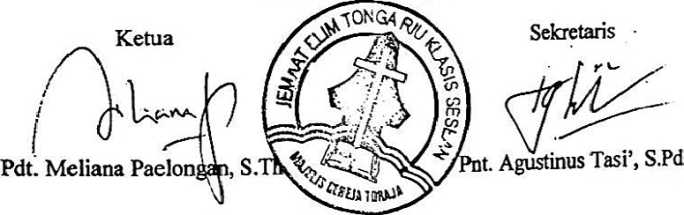 Ketua
Sekretaris
JEMAAT ELIM TONGA RIU KLASIS SESEAN
MAJELIS GEREJA TORAJA
Pdt. Meliana Paelongan, S.Th
Pnt. Agustinus Tasi', S.Pd